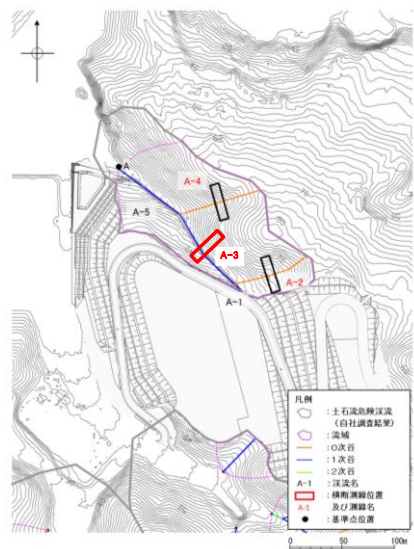 A
A-4
A-5
A-3
A-2
A-1
凡例
：土石流危険渓流
（自社調査結果）
：流域
：0次谷
：1次谷
：2次谷
A-1 ：渓流名
：横断測線位置
A-1 及び測線名
：基準点位置
0 50 100m